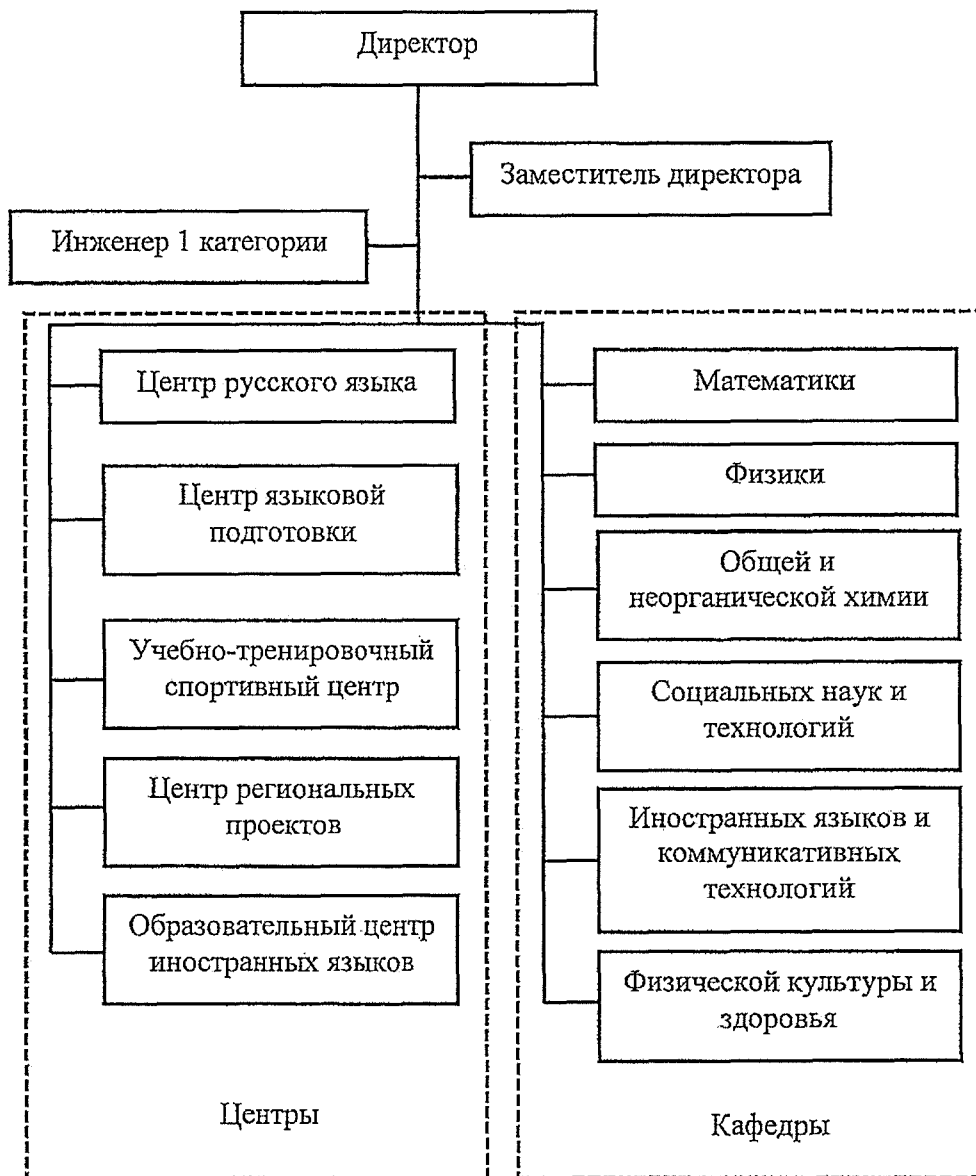 Директор
Заместитель директора
Инженер 1 категории
Центр русского языка
Центр языковой
подготовки
Учебно-тренировочный
спортивный центр
Центр региональных
проектов
Образовательный центр
иностранных языков
Центры
Математики
Физики
Общей и
неорганической химии
Социальных наук и
технологий
Иностранных языков и
коммуникативных
технологий
Физической культуры и
здоровья
Кафедры